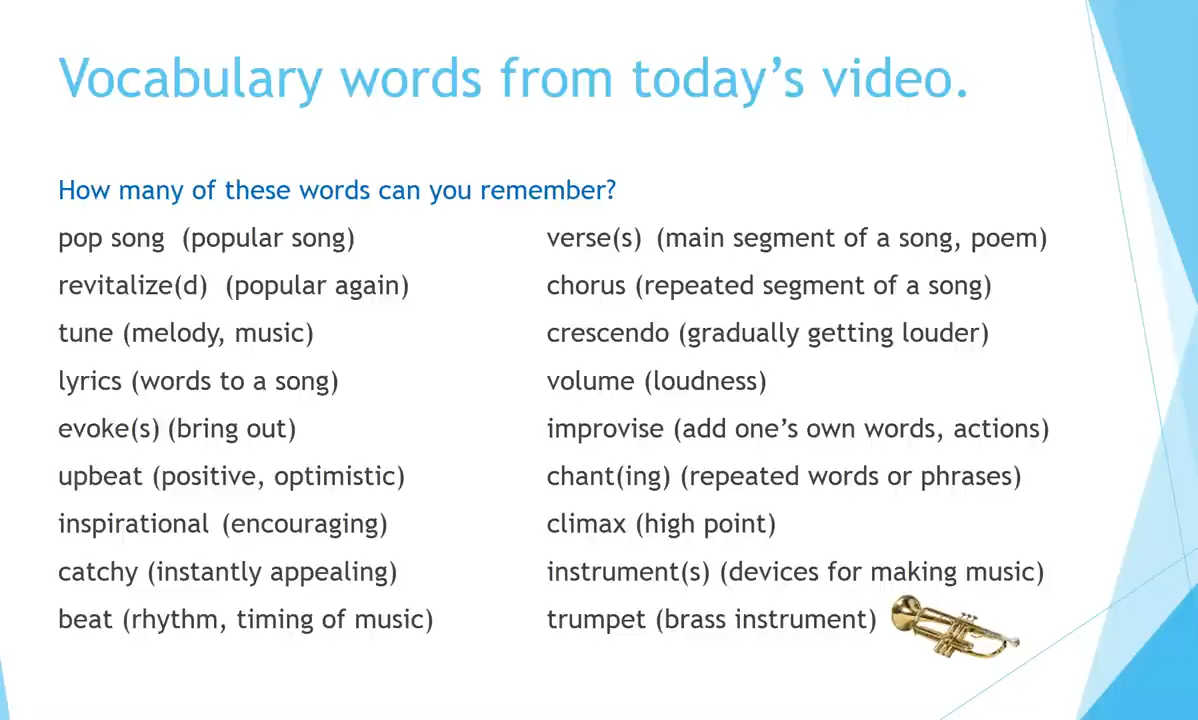 Vocabulary words from today’s video.
How many of these words can you remember?
pop song (popular song)
revitalize(d) (popular again)
tune (melody, music)
lyrics (words to a song)
evoke(s) (bring out)
upbeat (positive, optimistic)
inspirational (encouraging)
catchy (instantly appealing)
beat (rhythm, timing of music)
verse(s) (main segment of a song, poem)
chorus (repeated segment of a song)
crescendo (gradually getting louder)
volume (loudness)
improvise (add one’s own words, actions)
chant(ing) (repeated words or phrases)
climax (high point)
instrument(s) (devices for making music)
trumpet (brass instrument)